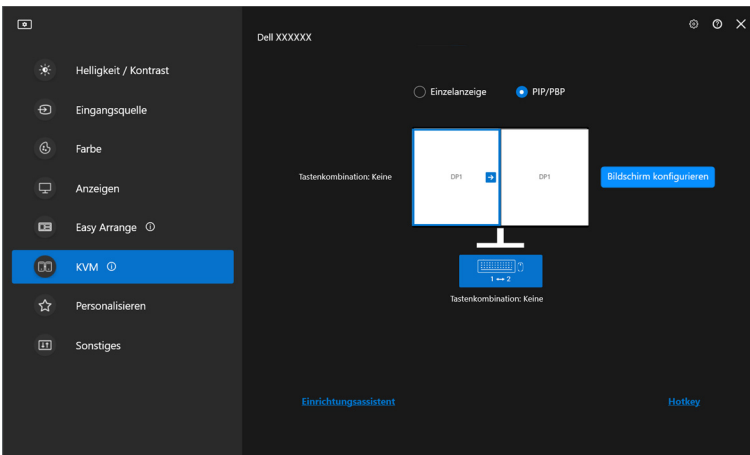 Dell XXXXXX
Helligkeit / Kontrast
Eingangsquelle
Farbe
Anzeigen
Easy Arrange
KVM
Personalisieren
Sonstiges
Einzelanzeige
PIP/PBP
Tastenkombination: Keine
DP1
DP1
Bildschirm konfigurieren
1 ↔ 2
Tastenkombination: Keine
Einrichtungsassistent
Hotkey